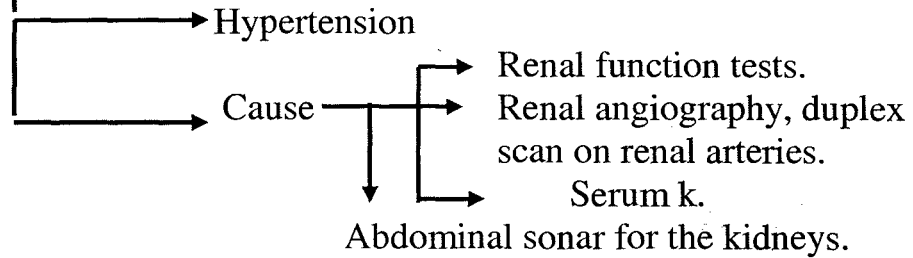 Hypertension
Renal function tests.
Cause
Renal angiography, duplex
scan on renal arteries.
Serum k.
Abdominal sonar for the kidneys.